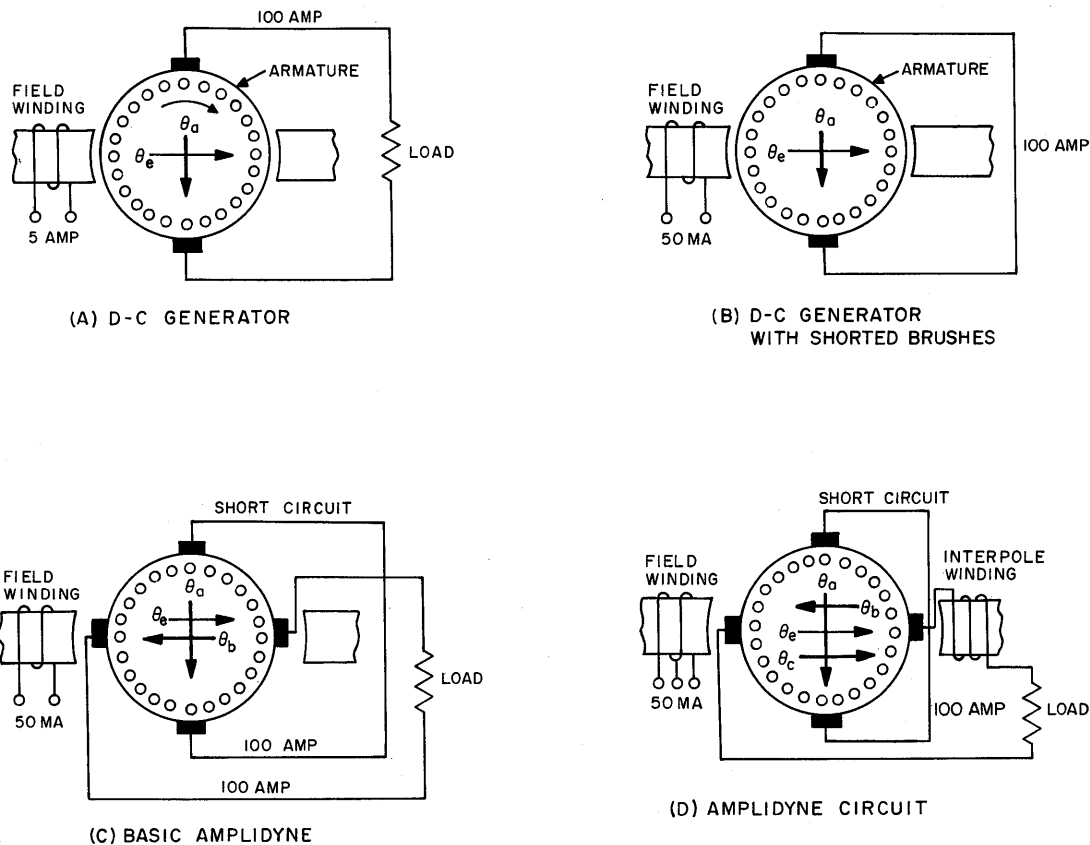 100 AMP
ARMATURE
FIELD
WINDING
θa
θe
LOAD
5 AMP
(A) D-C GENERATOR
ARMATURE
FIELD
WINDING
θa
θe
100 AMP
50 MA
(B) D-C GENERATOR
WITH SHORTED BRUSHES
SHORT CIRCUIT
FIELD
WINDING
θa
θe
θb
LOAD
50 MA
100 AMP
100 AMP
(C) BASIC AMPLIDYNE
SHORT CIRCUIT
FIELD
WINDING
INTERPOLE
WINDING
θa
θb
θe
θc
50 MA
100 AMP
LOAD
(D) AMPLIDYNE CIRCUIT